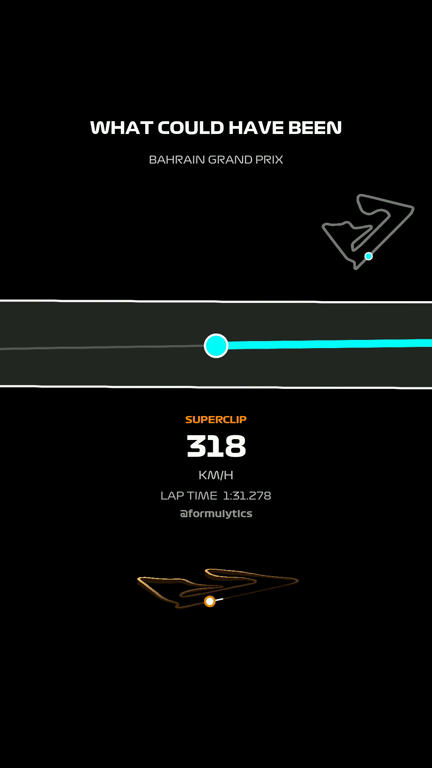 WHAT COULD HAVE BEEN
BAHRAIN GRAND PRIX
SUPERCLIP
318
KM/H
LAP TIME 1:31.278
@formulytics